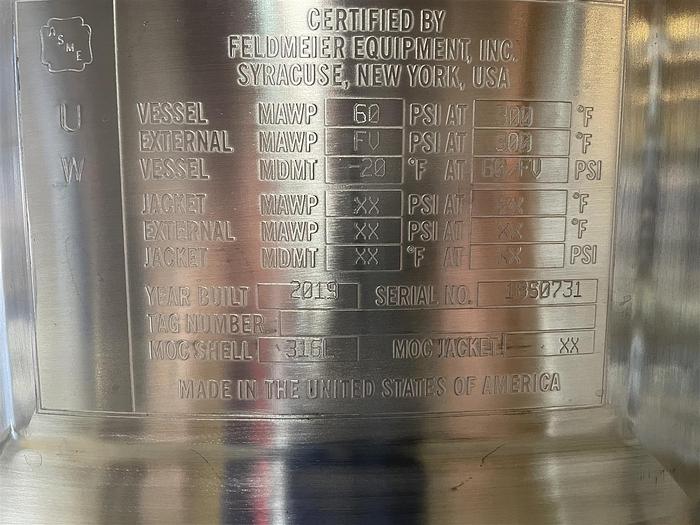 ASME
CERTIFIED BY
FELDMEIER EQUIPMENT, INC.
SYRACUSE, NEW YORK, USA
U VESSEL MAWP 60 PSI AT 300 °F
EXTERNAL MAWP FV PSI AT 300 °F
W VESSEL MDMT -20 °F AT 60/FV PSI
JACKET MAWP XX PSI AT XX °F
EXTERNAL MAWP XX PSI AT XX °F
JACKET MDMT XX °F AT XX PSI
YEAR BUILT 2019 SERIAL NO. 1850731
TAG NUMBER
MOC SHELL 316L MOC JACKET XX
MADE IN THE UNITED STATES OF AMERICA